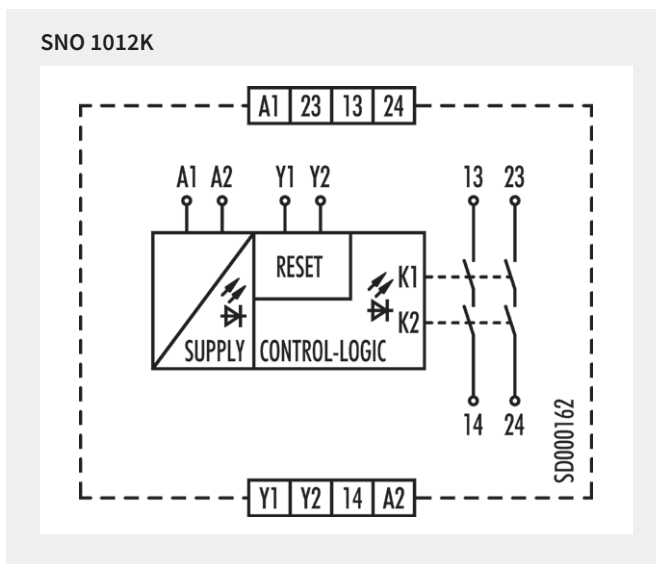 SNO 1012K
A1 23 13 24
A1 A2 Y1 Y2 13 23
RESET
K1
K2
SUPPLY CONTROL-LOGIC
14 24
SD000162
Y1 Y2 14 A2